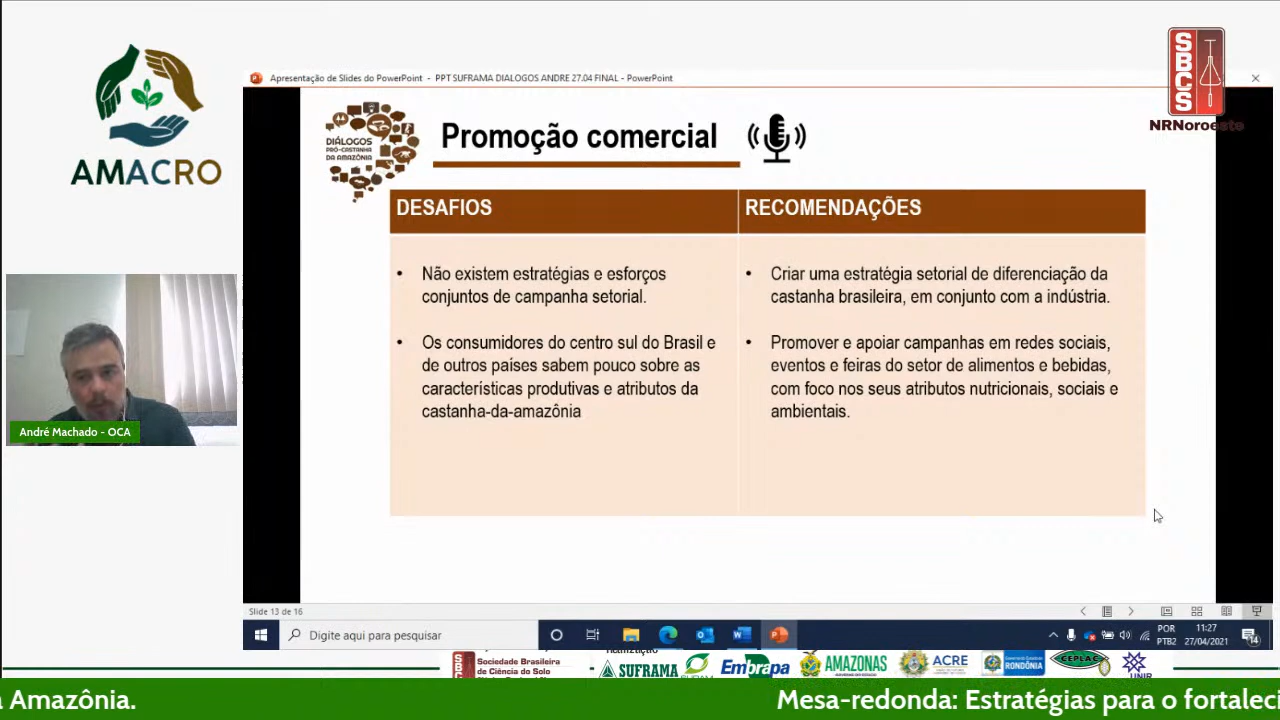 SBCS
NRNoroeste
AMACRO
Apresentação de Slides do PowerPoint - PPT SUFRAMA DIALOGOS ANDRE 27.04 FINAL - PowerPoint
DIÁLOGOS
PRÓ-CASTANHA
DA AMAZÔNIA
Promoção comercial
DESAFIOS
• Não existem estratégias e esforços
conjuntos de campanha setorial.
• Os consumidores do centro sul do Brasil e
de outros países sabem pouco sobre as
características produtivas e atributos da
castanha-da-amazônia
RECOMENDAÇÕES
• Criar uma estratégia setorial de diferenciação da
castanha brasileira, em conjunto com a indústria.
• Promover e apoiar campanhas em redes sociais,
eventos e feiras do setor de alimentos e bebidas,
com foco nos seus atributos nutricionais, sociais e
ambientais.
André Machado - OCA
Slide 13 de 16
Digite aqui para pesquisar
POR
PTB2
11:27
27/04/2021
14
Realização
SBCS
Sociedade Brasileira
de Ciência do Solo
SUFRAMA
Embrapa
AMAZONAS
ACRE
RONDÔNIA
CEPLAC
UNIR
a Amazônia.
Mesa-redonda: Estratégias para o fortaleci